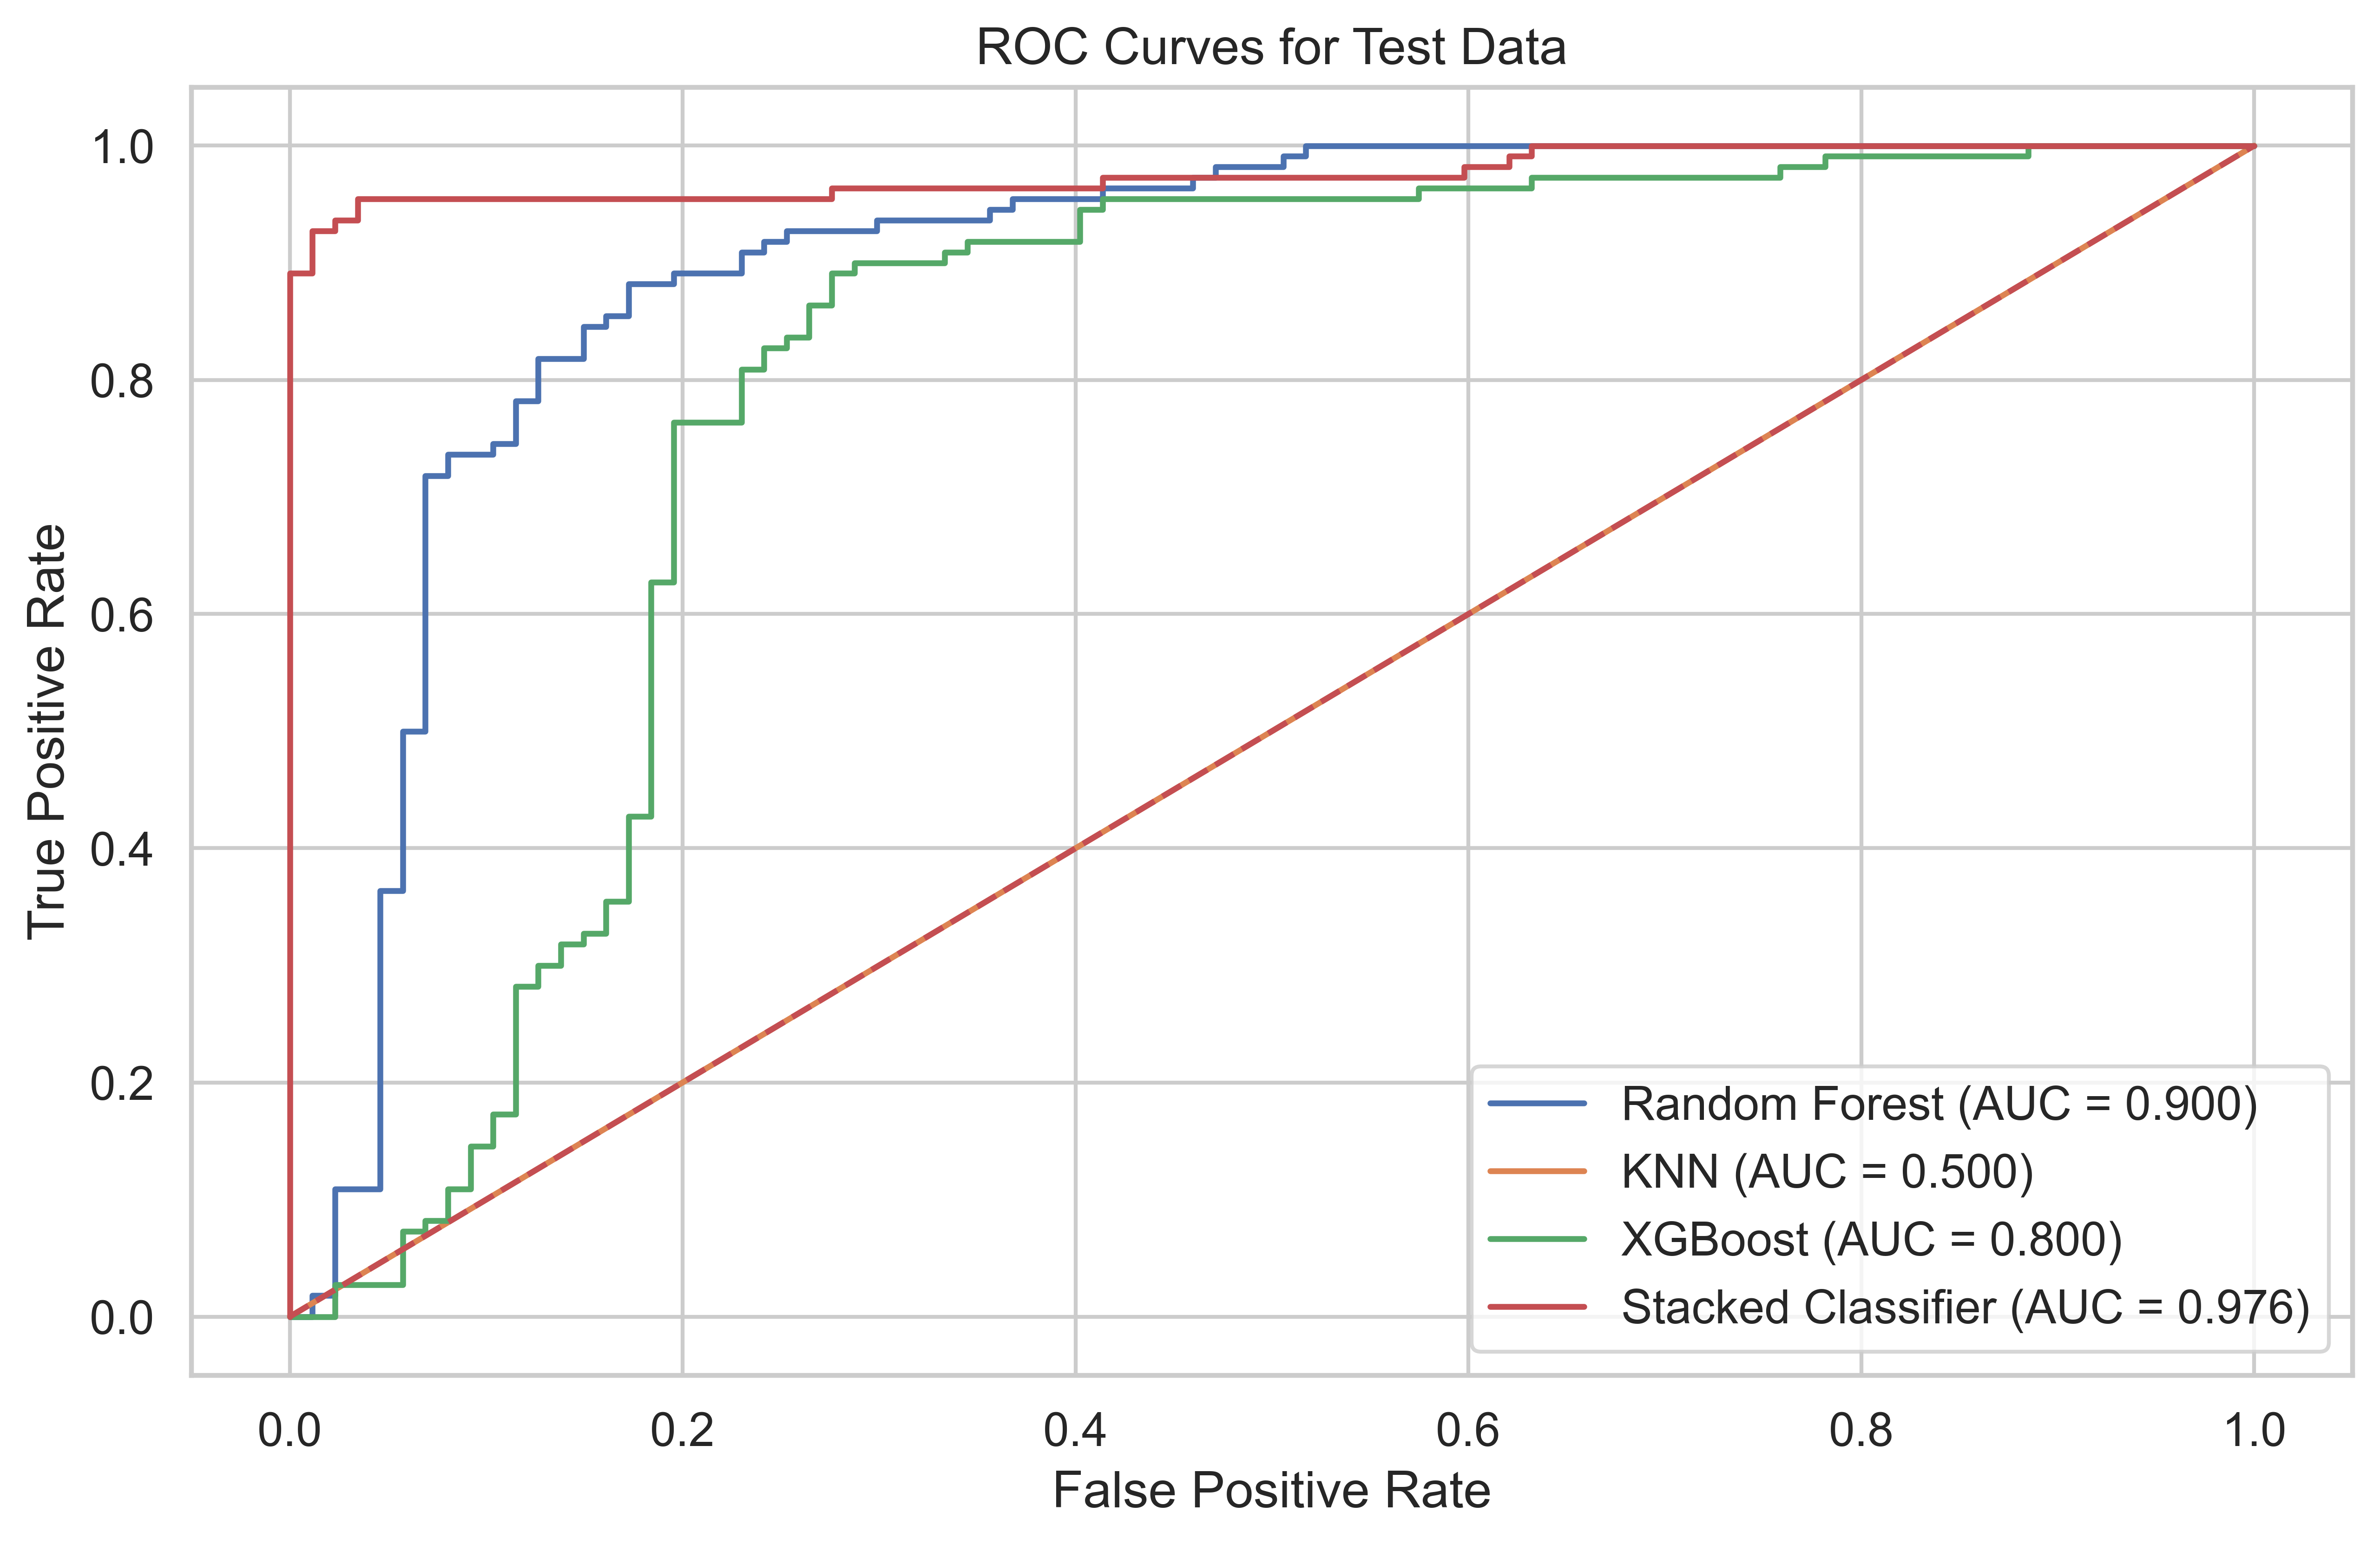 ROC Curves for Test Data
True Positive Rate
1.0
0.8
0.6
0.4
0.2
0.0
Random Forest (AUC = 0.900)
KNN (AUC = 0.500)
XGBoost (AUC = 0.800)
Stacked Classifier (AUC = 0.976)
0.0 0.2 0.4 0.6 0.8 1.0
False Positive Rate